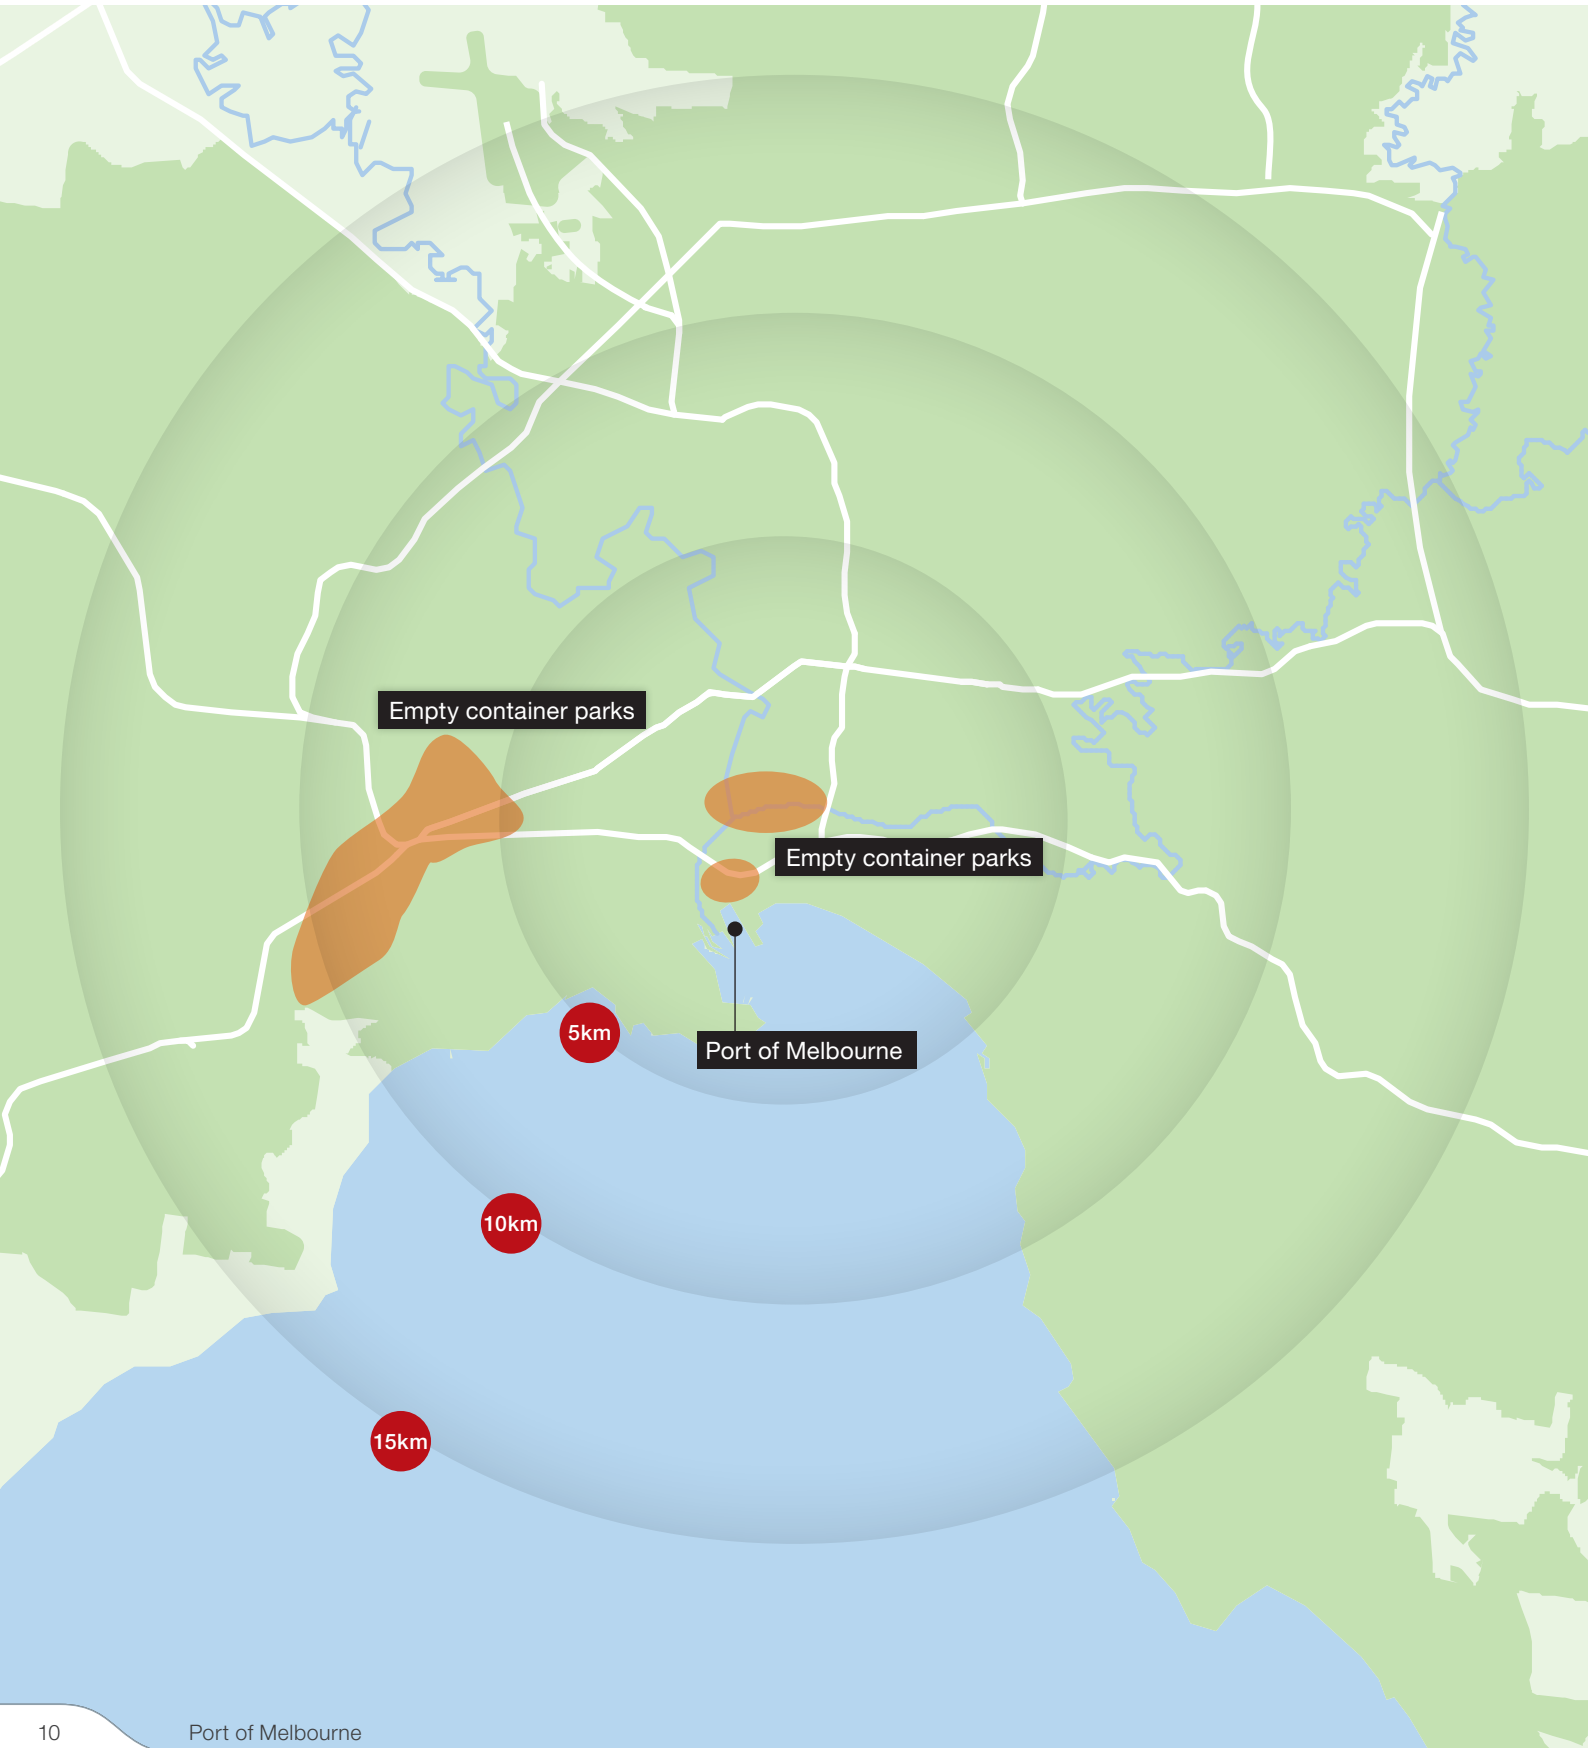 Empty container parks
Empty container parks
5km
Port of Melbourne
10km
15km
10
Port of Melbourne